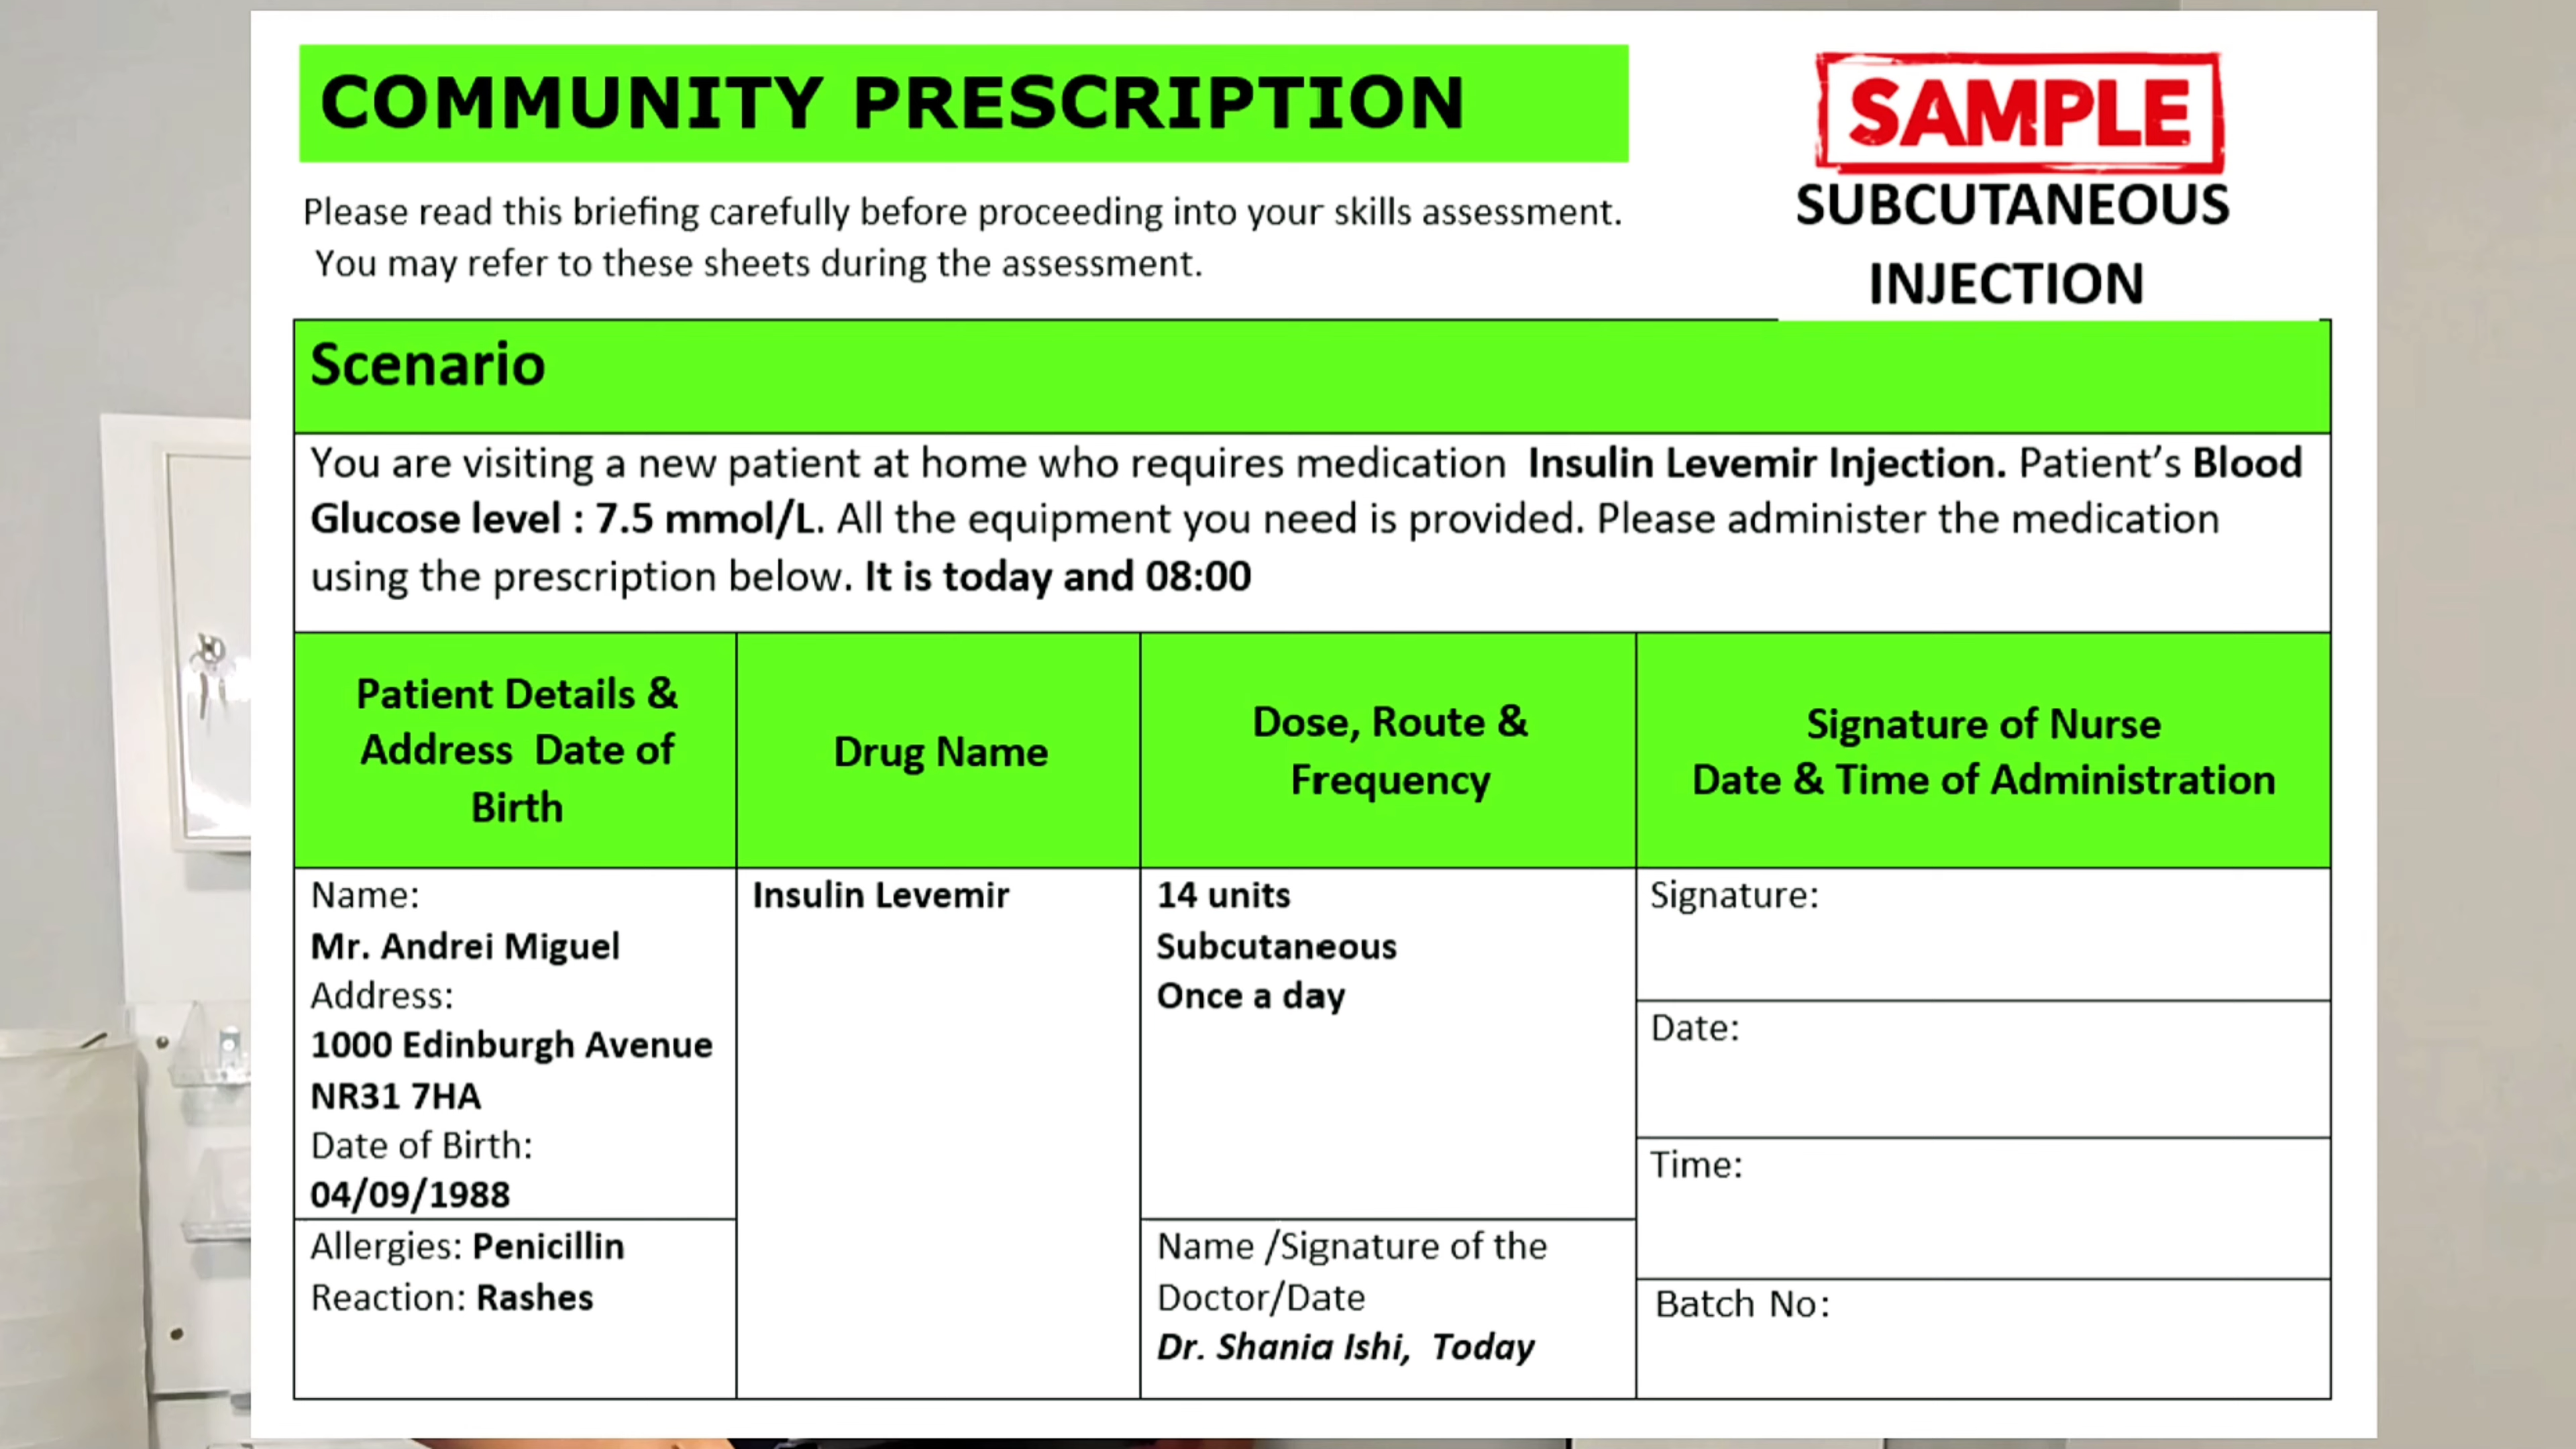 COMMUNITY PRESCRIPTION
SAMPLE
SUBCUTANEOUS
INJECTION
Please read this briefing carefully before proceeding into your skills assessment.
You may refer to these sheets during the assessment.
Scenario
You are visiting a new patient at home who requires medication Insulin Levemir Injection. Patient’s Blood
Glucose level : 7.5 mmol/L. All the equipment you need is provided. Please administer the medication
using the prescription below. It is today and 08:00
Patient Details &
Address Date of
Birth
Drug Name
Dose, Route &
Frequency
Signature of Nurse
Date & Time of Administration
Name:
Mr. Andrei Miguel
Address:
1000 Edinburgh Avenue
NR31 7HA
Date of Birth:
04/09/1988
Allergies: Penicillin
Reaction: Rashes
Insulin Levemir
14 units
Subcutaneous
Once a day
Name /Signature of the
Doctor/Date
Dr. Shania Ishi, Today
Signature:
Date:
Time:
Batch No: